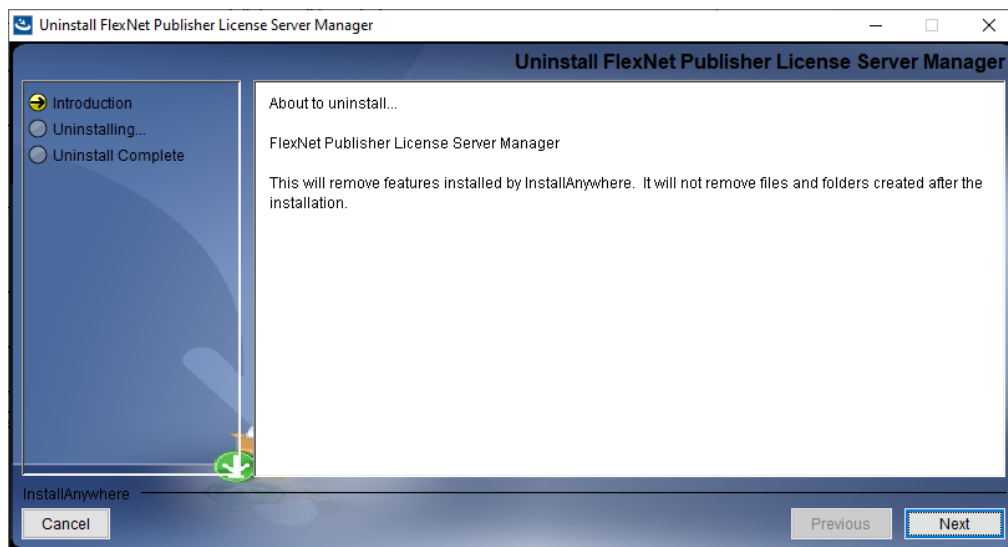 Uninstall FlexNet Publisher License Server Manager
Uninstall FlexNet Publisher License Server Manager
Introduction
Uninstalling...
Uninstall Complete
About to uninstall...
FlexNet Publisher License Server Manager
This will remove features installed by InstallAnywhere. It will not remove files and folders created after the
installation.
InstallAnywhere
Cancel
Previous
Next